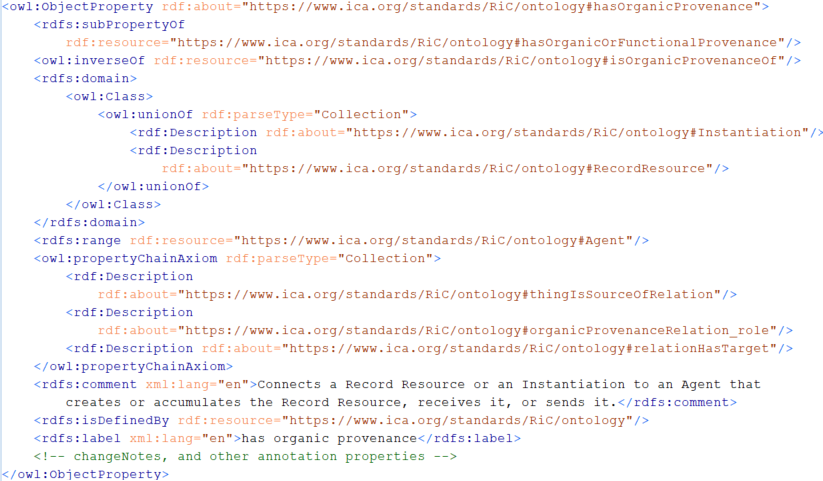 <owl:ObjectProperty rdf:about="https://www.ica.org/standards/RiC/ontology#hasOrganicProvenance">
    <rdfs:subPropertyOf
        rdf:resource="https://www.ica.org/standards/RiC/ontology#hasOrganicOrFunctionalProvenance"/>
    <owl:inverseOf rdf:resource="https://www.ica.org/standards/RiC/ontology#isOrganicProvenanceOf"/>
    <rdfs:domain>
        <owl:Class>
            <owl:unionOf rdf:parseType="Collection">
                <rdf:Description rdf:about="https://www.ica.org/standards/RiC/ontology#Instantiation"/>
                <rdf:Description
                    rdf:about="https://www.ica.org/standards/RiC/ontology#RecordResource"/>
            </owl:unionOf>
        </owl:Class>
    </rdfs:domain>
    <rdfs:range rdf:resource="https://www.ica.org/standards/RiC/ontology#Agent"/>
    <owl:propertyChainAxiom rdf:parseType="Collection">
        <rdf:Description
            rdf:about="https://www.ica.org/standards/RiC/ontology#thingIsSourceOfRelation"/>
        <rdf:Description
            rdf:about="https://www.ica.org/standards/RiC/ontology#organicProvenanceRelation_role"/>
        <rdf:Description rdf:about="https://www.ica.org/standards/RiC/ontology#relationHasTarget"/>
    </owl:propertyChainAxiom>
    <rdfs:comment xml:lang="en">Connects a Record Resource or an Instantiation to an Agent that
        creates or accumulates the Record Resource, receives it, or sends it.</rdfs:comment>
    <rdfs:isDefinedBy rdf:resource="https://www.ica.org/standards/RiC/ontology"/>
    <rdfs:label xml:lang="en">has organic provenance</rdfs:label>
    <!-- changeNotes, and other annotation properties -->
</owl:ObjectProperty>